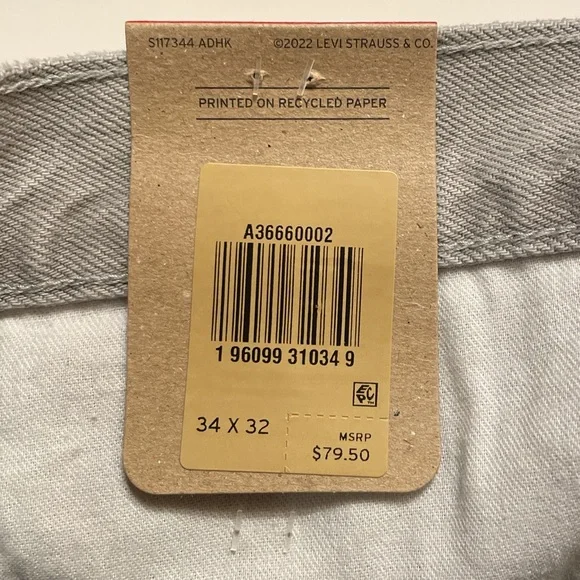 S117344 ADHK ©2022 LEVI STRAUSS & CO.
PRINTED ON RECYCLED PAPER
A36660002
1 96099 31034 9
34 X 32
MSRP
$79.50